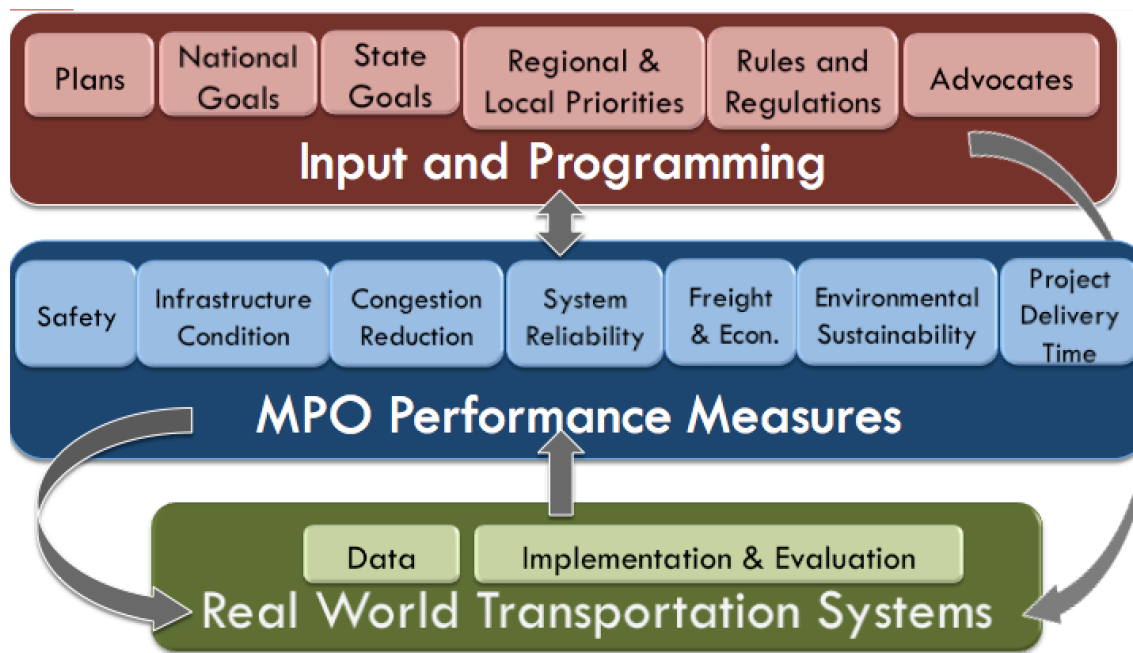 Plans
National
Goals
State
Goals
Regional &
Local Priorities
Rules and
Regulations
Advocates
Input and Programming
Safety
Infrastructure
Condition
Congestion
Reduction
System
Reliability
Freight
& Econ.
Environmental
Sustainability
Project
Delivery
Time
MPO Performance Measures
Data
Implementation & Evaluation
Real World Transportation Systems